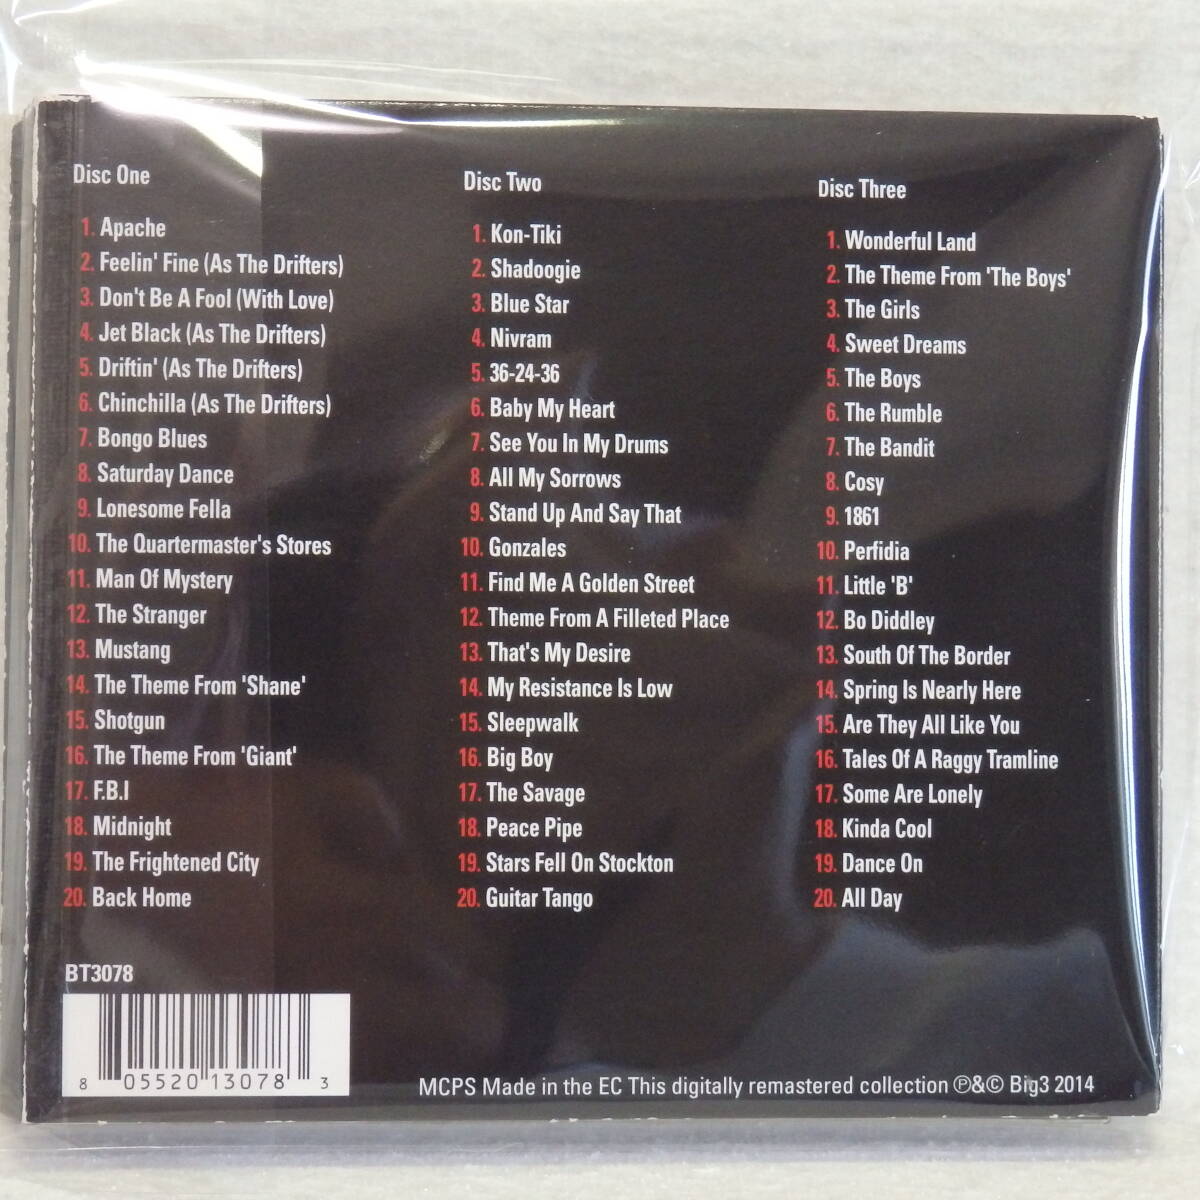 Disc One
1. Apache
2. Feelin' Fine (As The Drifters)
3. Don't Be A Fool (With Love)
4. Jet Black (As The Drifters)
5. Driftin' (As The Drifters)
6. Chinchilla (As The Drifters)
7. Bongo Blues
8. Saturday Dance
9. Lonesome Fella
10. The Quartermaster's Stores
11. Man Of Mystery
12. The Stranger
13. Mustang
14. The Theme From 'Shane'
15. Shotgun
16. The Theme From 'Giant'
17. F.B.I
18. Midnight
19. The Frightened City
20. Back Home
Disc Two
1. Kon-Tiki
2. Shadoogie
3. Blue Star
4. Nivram
5. 36-24-36
6. Baby My Heart
7. See You In My Drums
8. All My Sorrows
9. Stand Up And Say That
10. Gonzales
11. Find Me A Golden Street
12. Theme From A Filleted Place
13. That's My Desire
14. My Resistance Is Low
15. Sleepwalk
16. Big Boy
17. The Savage
18. Peace Pipe
19. Stars Fell On Stockton
20. Guitar Tango
Disc Three
1. Wonderful Land
2. The Theme From 'The Boys'
3. The Girls
4. Sweet Dreams
5. The Boys
6. The Rumble
7. The Bandit
8. Cosy
9. 1861
10. Perfidia
11. Little 'B'
12. Bo Diddley
13. South Of The Border
14. Spring Is Nearly Here
15. Are They All Like You
16. Tales Of A Raggy Tramline
17. Some Are Lonely
18. Kinda Cool
19. Dance On
20. All Day
BT3078
8 05520 13078 3
MCPS Made in the EC This digitally remastered collection ℗&© Big3 2014